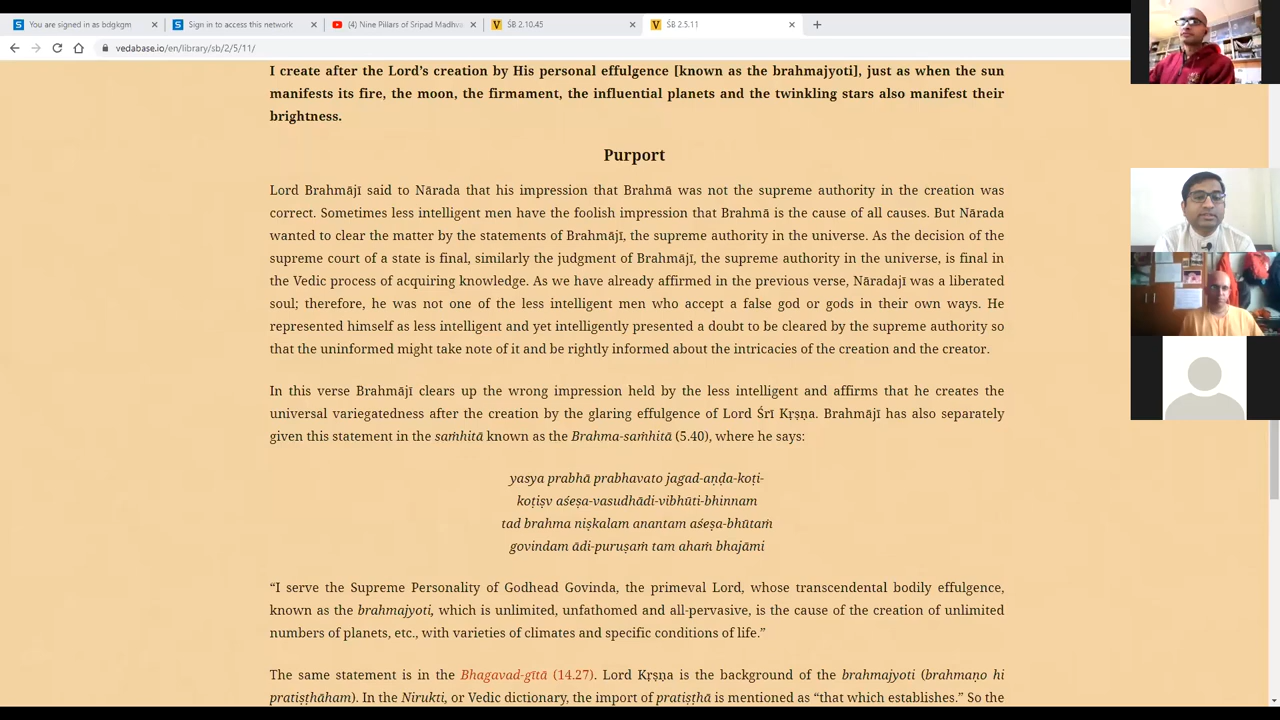 You are signed in as bdgkgm
Sign in to access this network
(4) Nine Pillars of Sripad Madhva
ŚB 2.10.45
ŚB 2.5.11
vedabase.io/en/library/sb/2/5/11/
I create after the Lord’s creation by His personal effulgence [known as the brahmajyoti], just as when the sun
manifests its fire, the moon, the firmament, the influential planets and the twinkling stars also manifest their
brightness.
Purport
Lord Brahmājī said to Nārada that his impression that Brahmā was not the supreme authority in the creation was
correct. Sometimes less intelligent men have the foolish impression that Brahmā is the cause of all causes. But Nārada
wanted to clear the matter by the statements of Brahmājī, the supreme authority in the universe. As the decision of the
supreme court of a state is final, similarly the judgment of Brahmājī, the supreme authority in the universe, is final in
the Vedic process of acquiring knowledge. As we have already affirmed in the previous verse, Nāradajī was a liberated
soul; therefore, he was not one of the less intelligent men who accept a false god or gods in their own ways. He
represented himself as less intelligent and yet intelligently presented a doubt to be cleared by the supreme authority so
that the uninformed might take note of it and be rightly informed about the intricacies of the creation and the creator.
In this verse Brahmājī clears up the wrong impression held by the less intelligent and affirms that he creates the
universal variegatedness after the creation by the glaring effulgence of Lord Śrī Kṛṣṇa. Brahmājī has also separately
given this statement in the saṁhitā known as the Brahma-saṁhitā (5.40), where he says:
yasya prabhā prabhavato jagad-aṇḍa-koṭi-
koṭiṣv aśeṣa-vasudhādi-vibhūti-bhinnam
tad brahma niṣkalam anantam aśeṣa-bhūtaṁ
govindam ādi-puruṣaṁ tam ahaṁ bhajāmi
“I serve the Supreme Personality of Godhead Govinda, the primeval Lord, whose transcendental bodily effulgence,
known as the brahmajyoti, which is unlimited, unfathomed and all-pervasive, is the cause of the creation of unlimited
numbers of planets, etc., with varieties of climates and specific conditions of life.”
The same statement is in the Bhagavad-gītā (14.27). Lord Kṛṣṇa is the background of the brahmajyoti (brahmaṇo hi
pratiṣṭhāham). In the Nirukti, or Vedic dictionary, the import of pratiṣṭhā is mentioned as “that which establishes.” So the